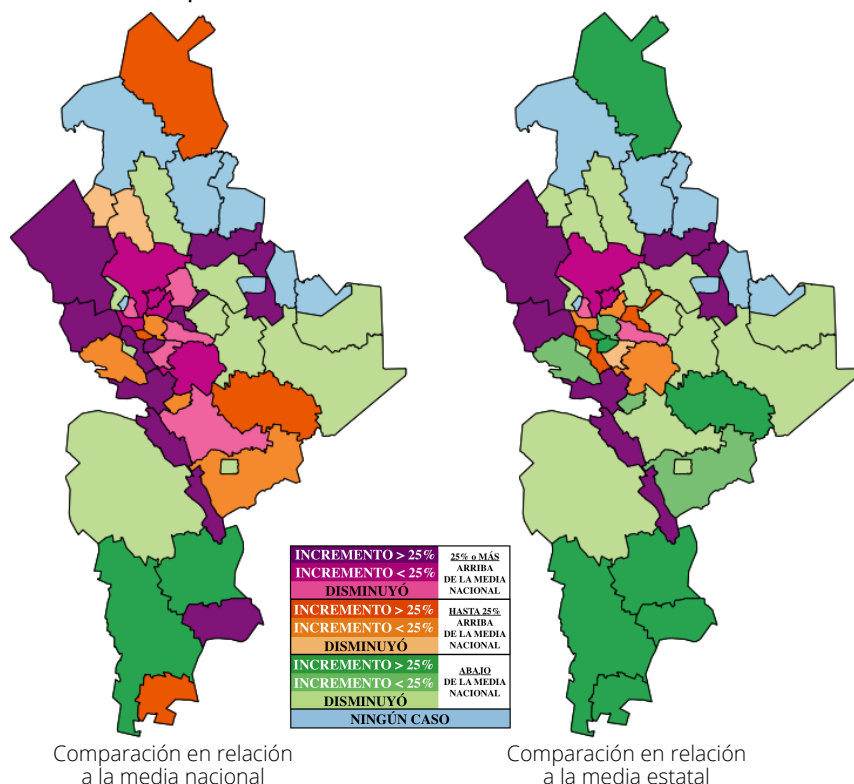 INCREMENTO > 25%
INCREMENTO < 25%
DISMINUYÓ
25% o MÁS
ARRIBA
DE LA MEDIA
NACIONAL
INCREMENTO > 25%
INCREMENTO < 25%
DISMINUYÓ
HASTA 25%
ARRIBA
DE LA MEDIA
NACIONAL
INCREMENTO > 25%
INCREMENTO < 25%
DISMINUYÓ
ABAJO
DE LA MEDIA
NACIONAL
NINGÚN CASO
Comparación en relación
a la media nacional
Comparación en relación
a la media estatal